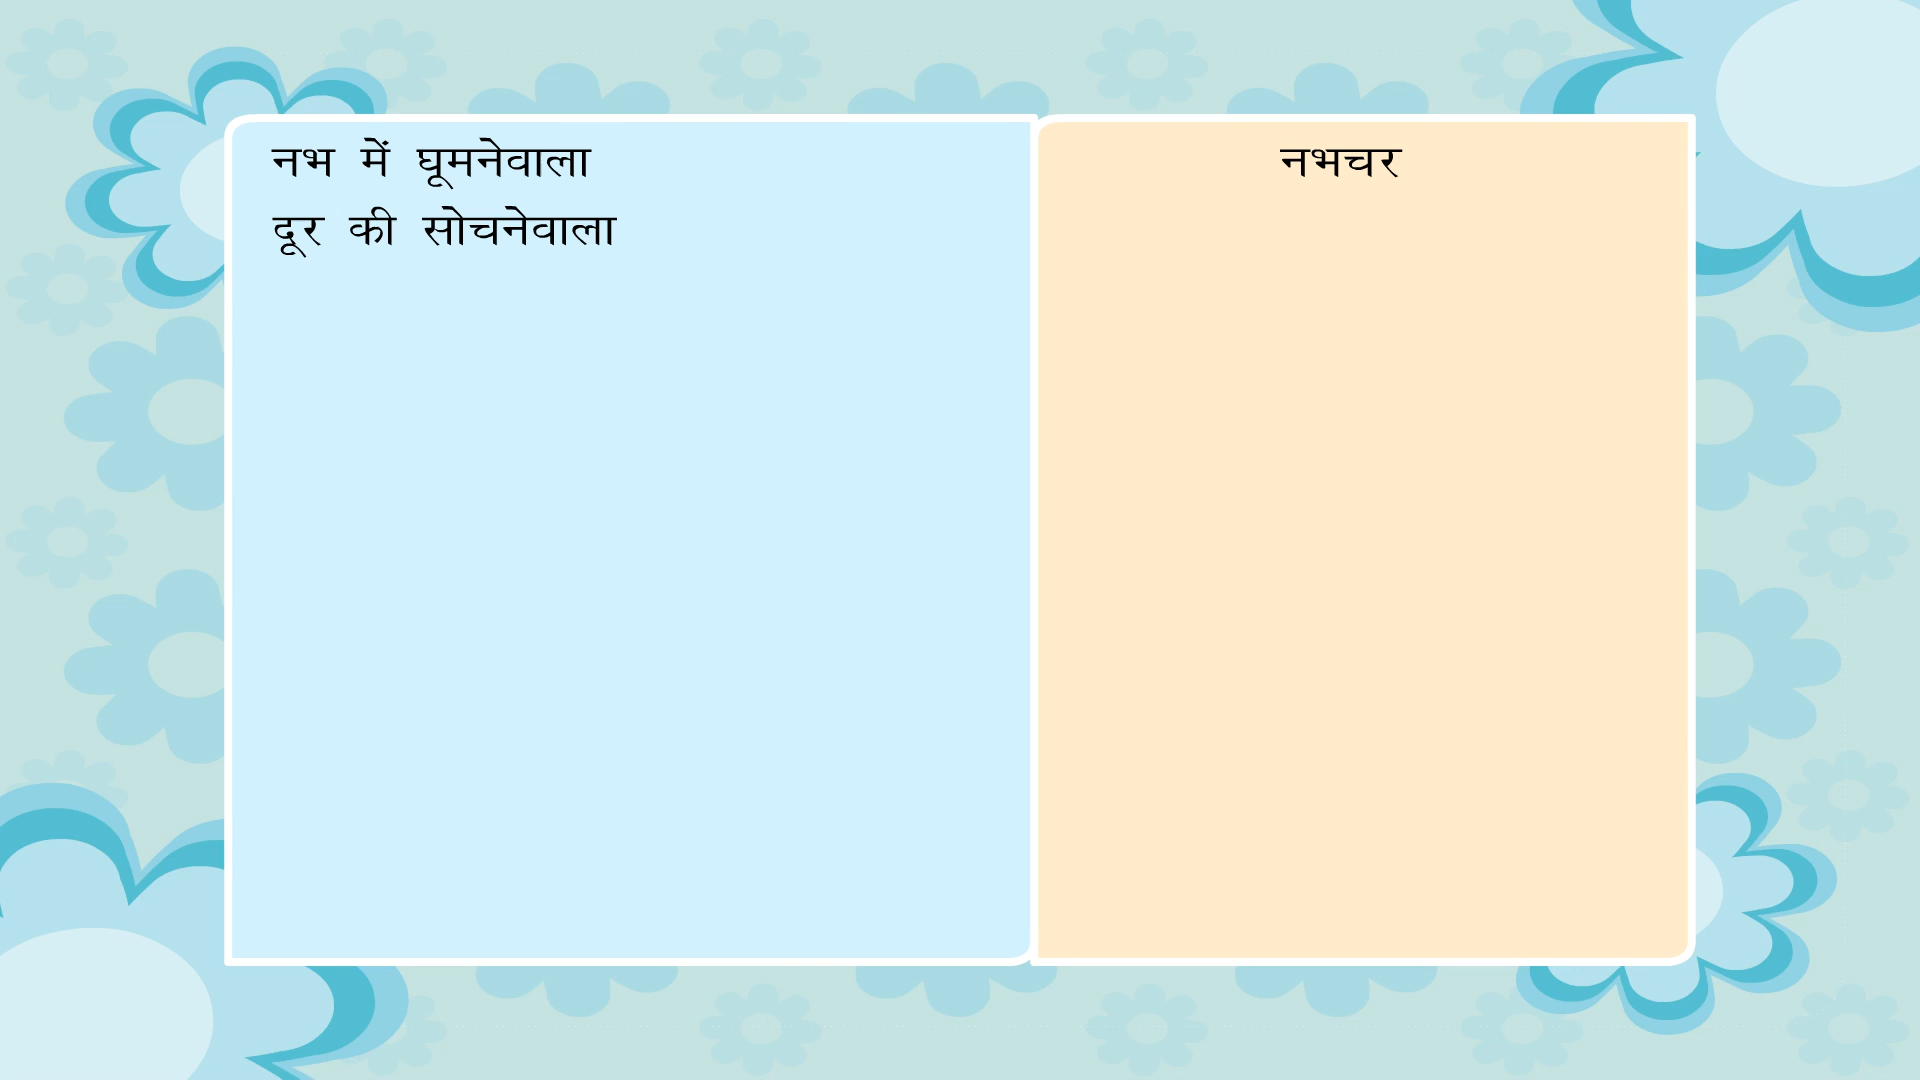 नभ में घूमनेवाला
नभचर
दूर की सोचनेवाला